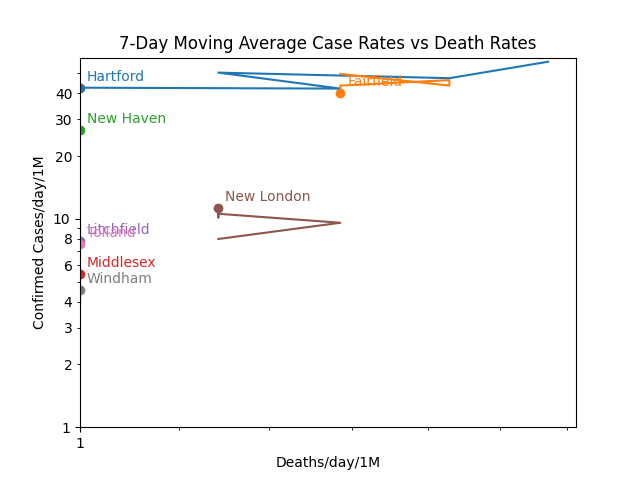 7-Day Moving Average Case Rates vs Death Rates
Hartford
Fairfield
40
New Haven
30
20
New London
10
Litchfield
Tolland
8
Middlesex
6
Windham
4
3
2
1
1
Confirmed Cases/day/1M
Deaths/day/1M